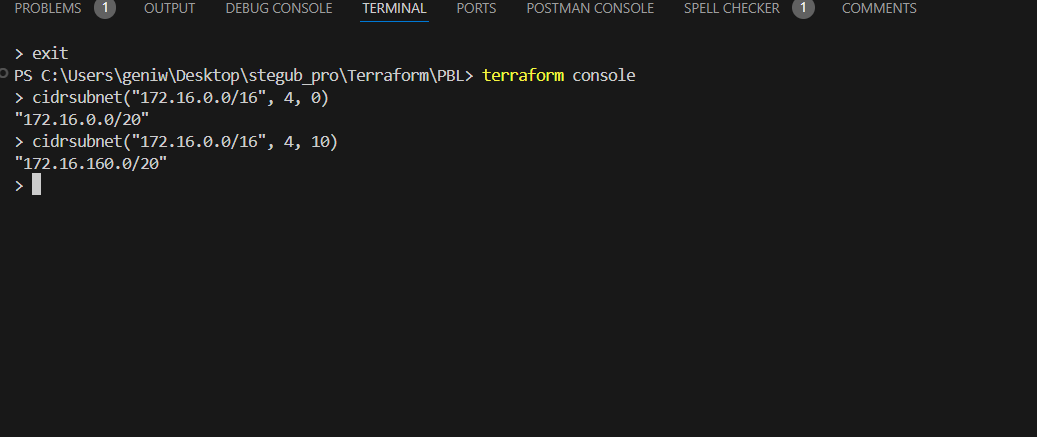 PROBLEMS 1 OUTPUT DEBUG CONSOLE TERMINAL PORTS POSTMAN CONSOLE SPELL CHECKER 1 COMMENTS
> exit
PS C:\Users\geniw\Desktop\stegub_pro\Terraform\PBL> terraform console
> cidrsubnet("172.16.0.0/16", 4, 0)
"172.16.0.0/20"
> cidrsubnet("172.16.0.0/16", 4, 10)
"172.16.160.0/20"
>